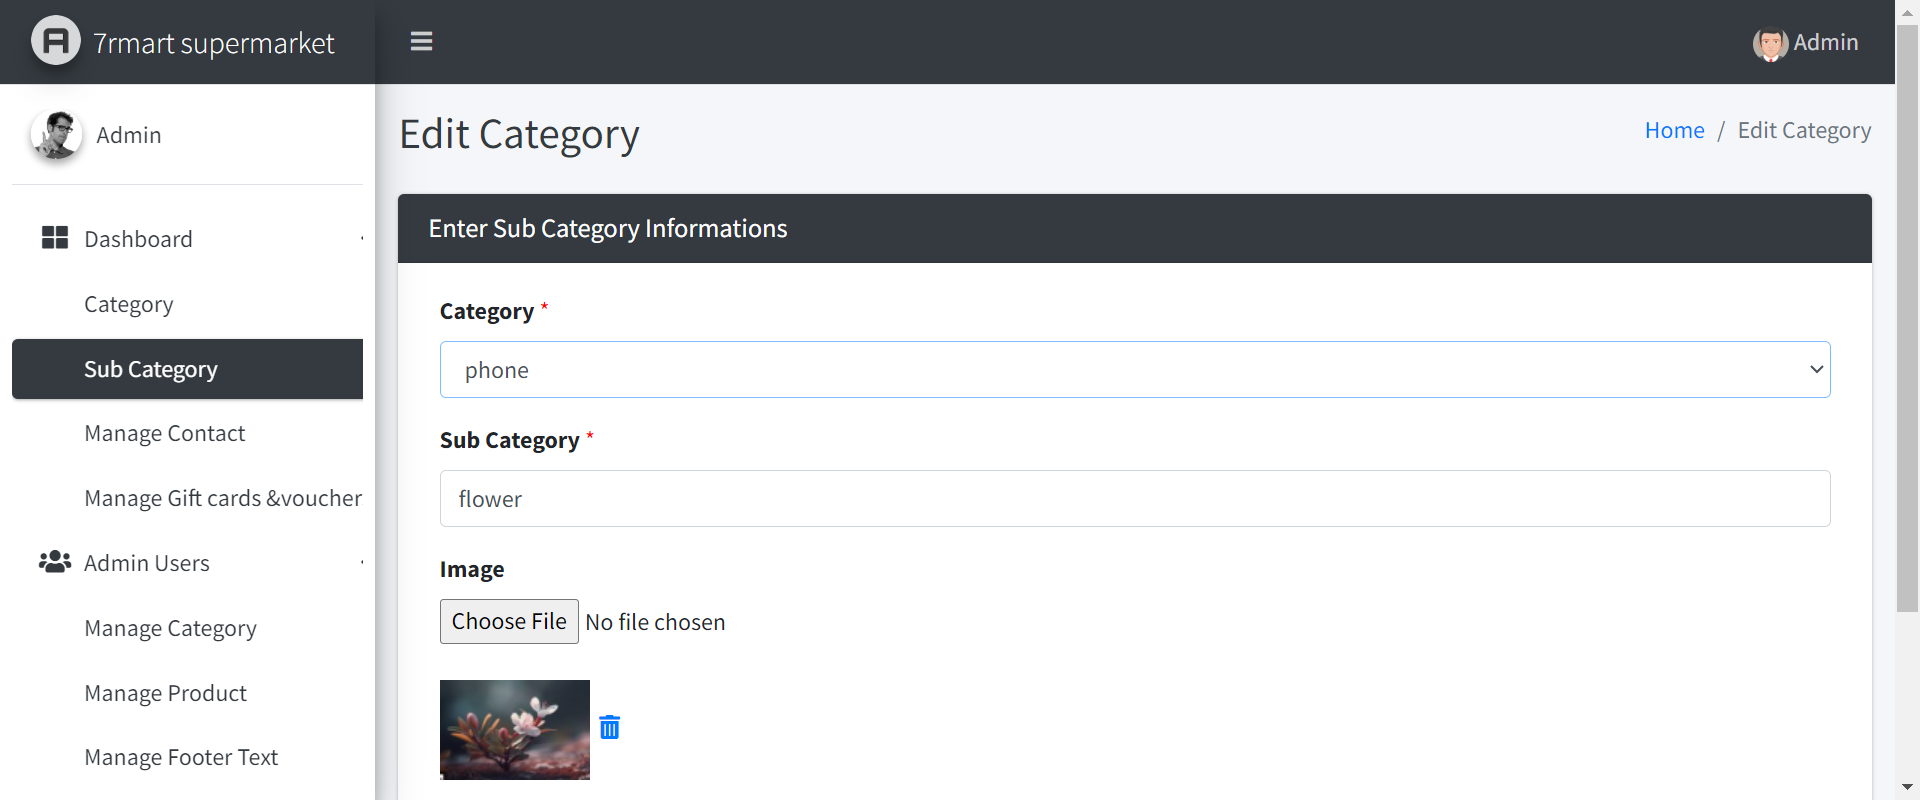 7rmart supermarket
Admin
Admin
Edit Category
Home / Edit Category
Dashboard
Category
Sub Category
Manage Contact
Manage Gift cards &voucher
Admin Users
Manage Category
Manage Product
Manage Footer Text
Enter Sub Category Informations
Category *
phone
Sub Category *
flower
Image
Choose File No file chosen